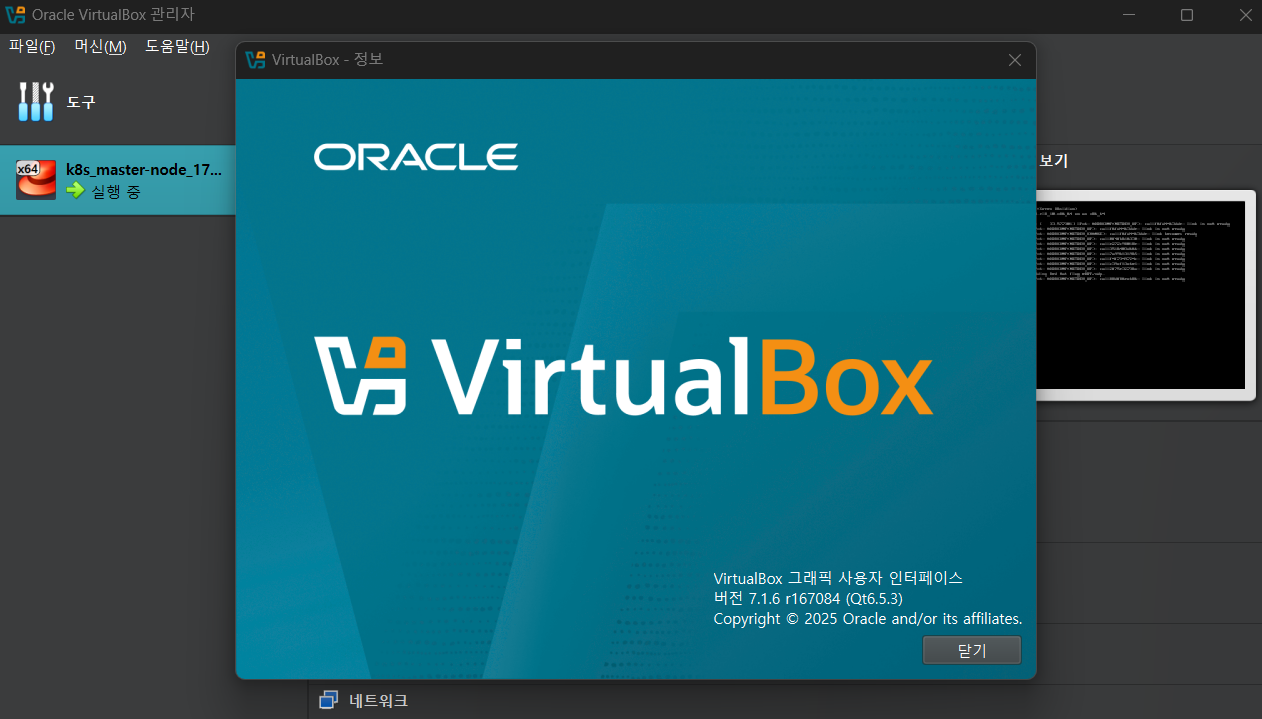 Oracle VirtualBox 관리자
파일(F) 머신(M) 도움말(H)
도구
x64
k8s_master-node_17...
실행 중
VirtualBox - 정보
ORACLE
VirtualBox
VirtualBox 그래픽 사용자 인터페이스
버전 7.1.6 r167084 (Qt6.5.3)
Copyright © 2025 Oracle and/or its affiliates.
닫기
보기
네트워크